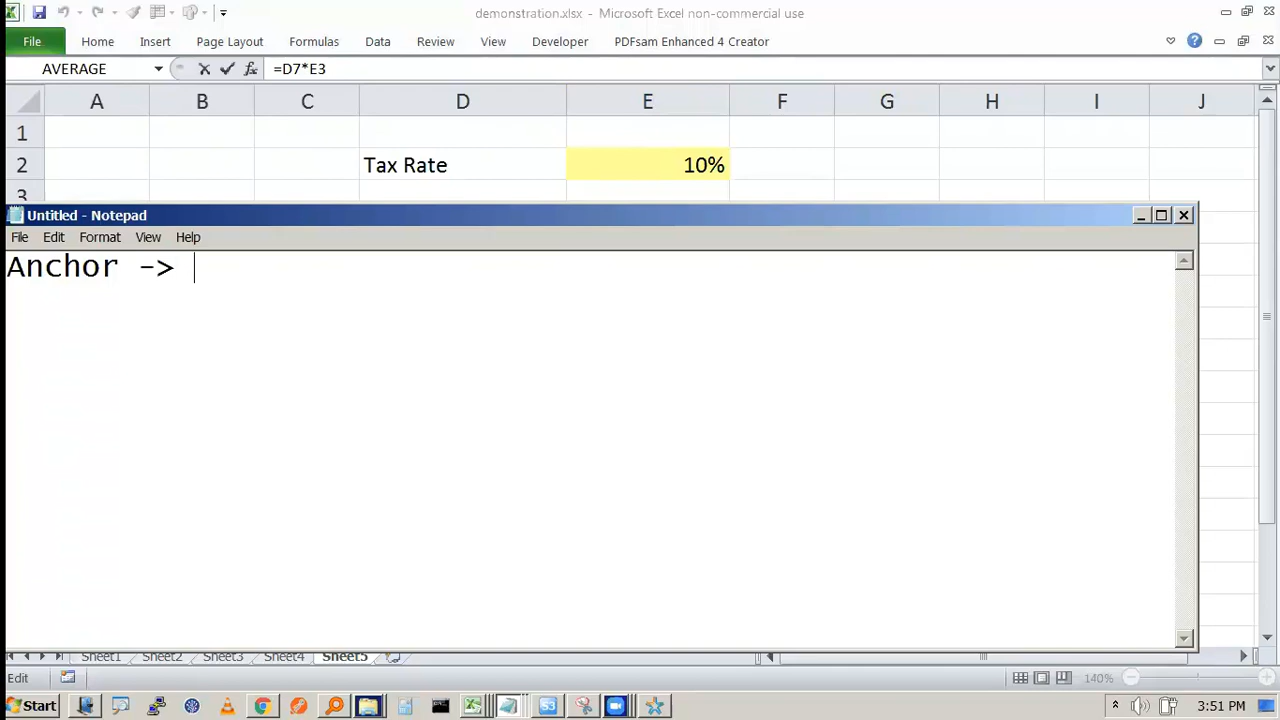 demonstration.xlsx - Microsoft Excel non-commercial use
File Home Insert Page Layout Formulas Data Review View Developer PDFsam Enhanced 4 Creator
AVERAGE fx =D7*E3
A B C D E F G H I J
1
2 Tax Rate 10%
3
Untitled - Notepad
File Edit Format View Help
Anchor ->
Sheet1 Sheet2 Sheet3 Sheet4 Sheet5
Edit 140%
Start 3:51 PM